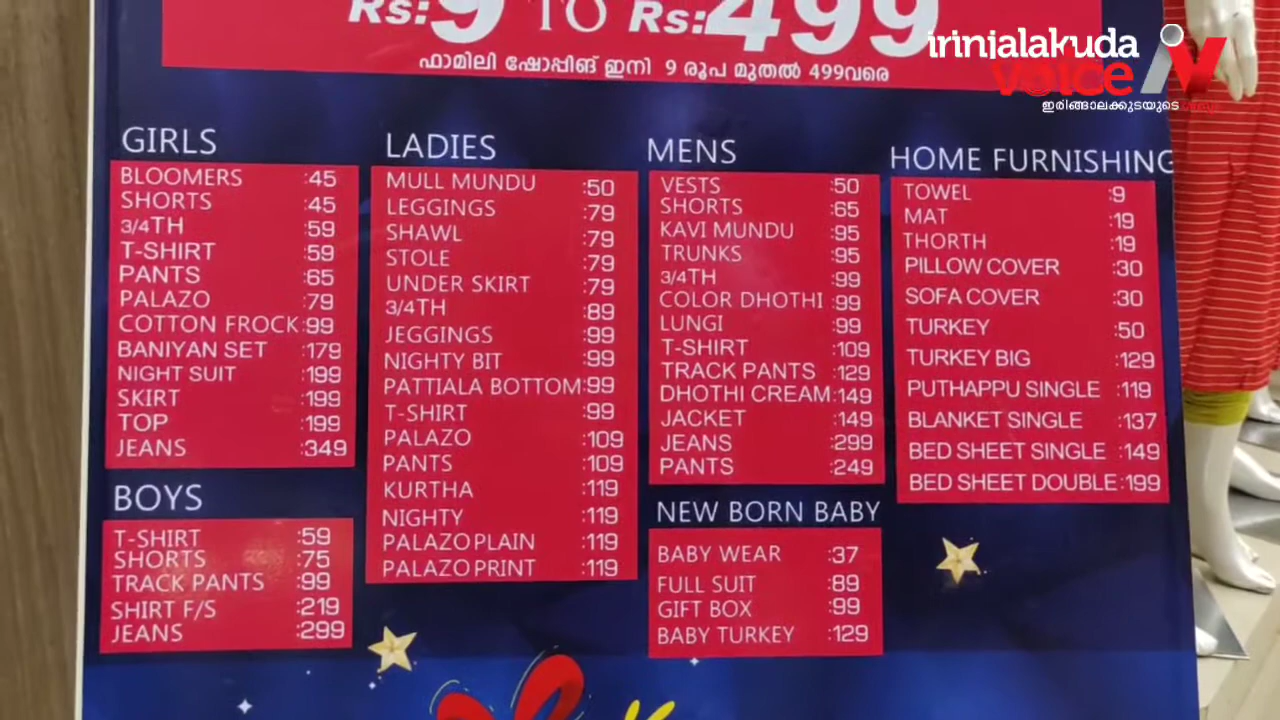 Rs:9 TO Rs:499
ഫാമിലി ഷോപ്പിങ് ഇനി 9 രൂപ മുതൽ 499വരെ
irinjalakuda
voice
ഇരിങ്ങാലക്കുടയുടെ
GIRLS
BLOOMERS :45
SHORTS :45
3/4TH :59
T-SHIRT :59
PANTS :65
PALAZO :79
COTTON FROCK:99
BANIYAN SET :179
NIGHT SUIT :199
SKIRT :199
TOP :199
JEANS :349
BOYS
T-SHIRT :59
SHORTS :75
TRACK PANTS :99
SHIRT F/S :219
JEANS :299
LADIES
MULL MUNDU :50
LEGGINGS :79
SHAWL :79
STOLE :79
UNDER SKIRT :79
3/4TH :89
JEGGINGS :99
NIGHTY BIT :99
PATTIALA BOTTOM:99
T-SHIRT :99
PALAZO :109
PANTS :109
KURTHA :119
NIGHTY :119
PALAZO PLAIN :119
PALAZO PRINT :119
MENS
VESTS :50
SHORTS :65
KAVI MUNDU :95
TRUNKS :95
3/4TH :99
COLOR DHOTHI :99
LUNGI :99
T-SHIRT :109
TRACK PANTS :129
DHOTHI CREAM:149
JACKET :149
JEANS :299
PANTS :249
NEW BORN BABY
BABY WEAR :37
FULL SUIT :89
GIFT BOX :99
BABY TURKEY :129
HOME FURNISHING
TOWEL :9
MAT :19
THORTH :19
PILLOW COVER :30
SOFA COVER :30
TURKEY :50
TURKEY BIG :129
PUTHAPPU SINGLE :119
BLANKET SINGLE :137
BED SHEET SINGLE :149
BED SHEET DOUBLE :199